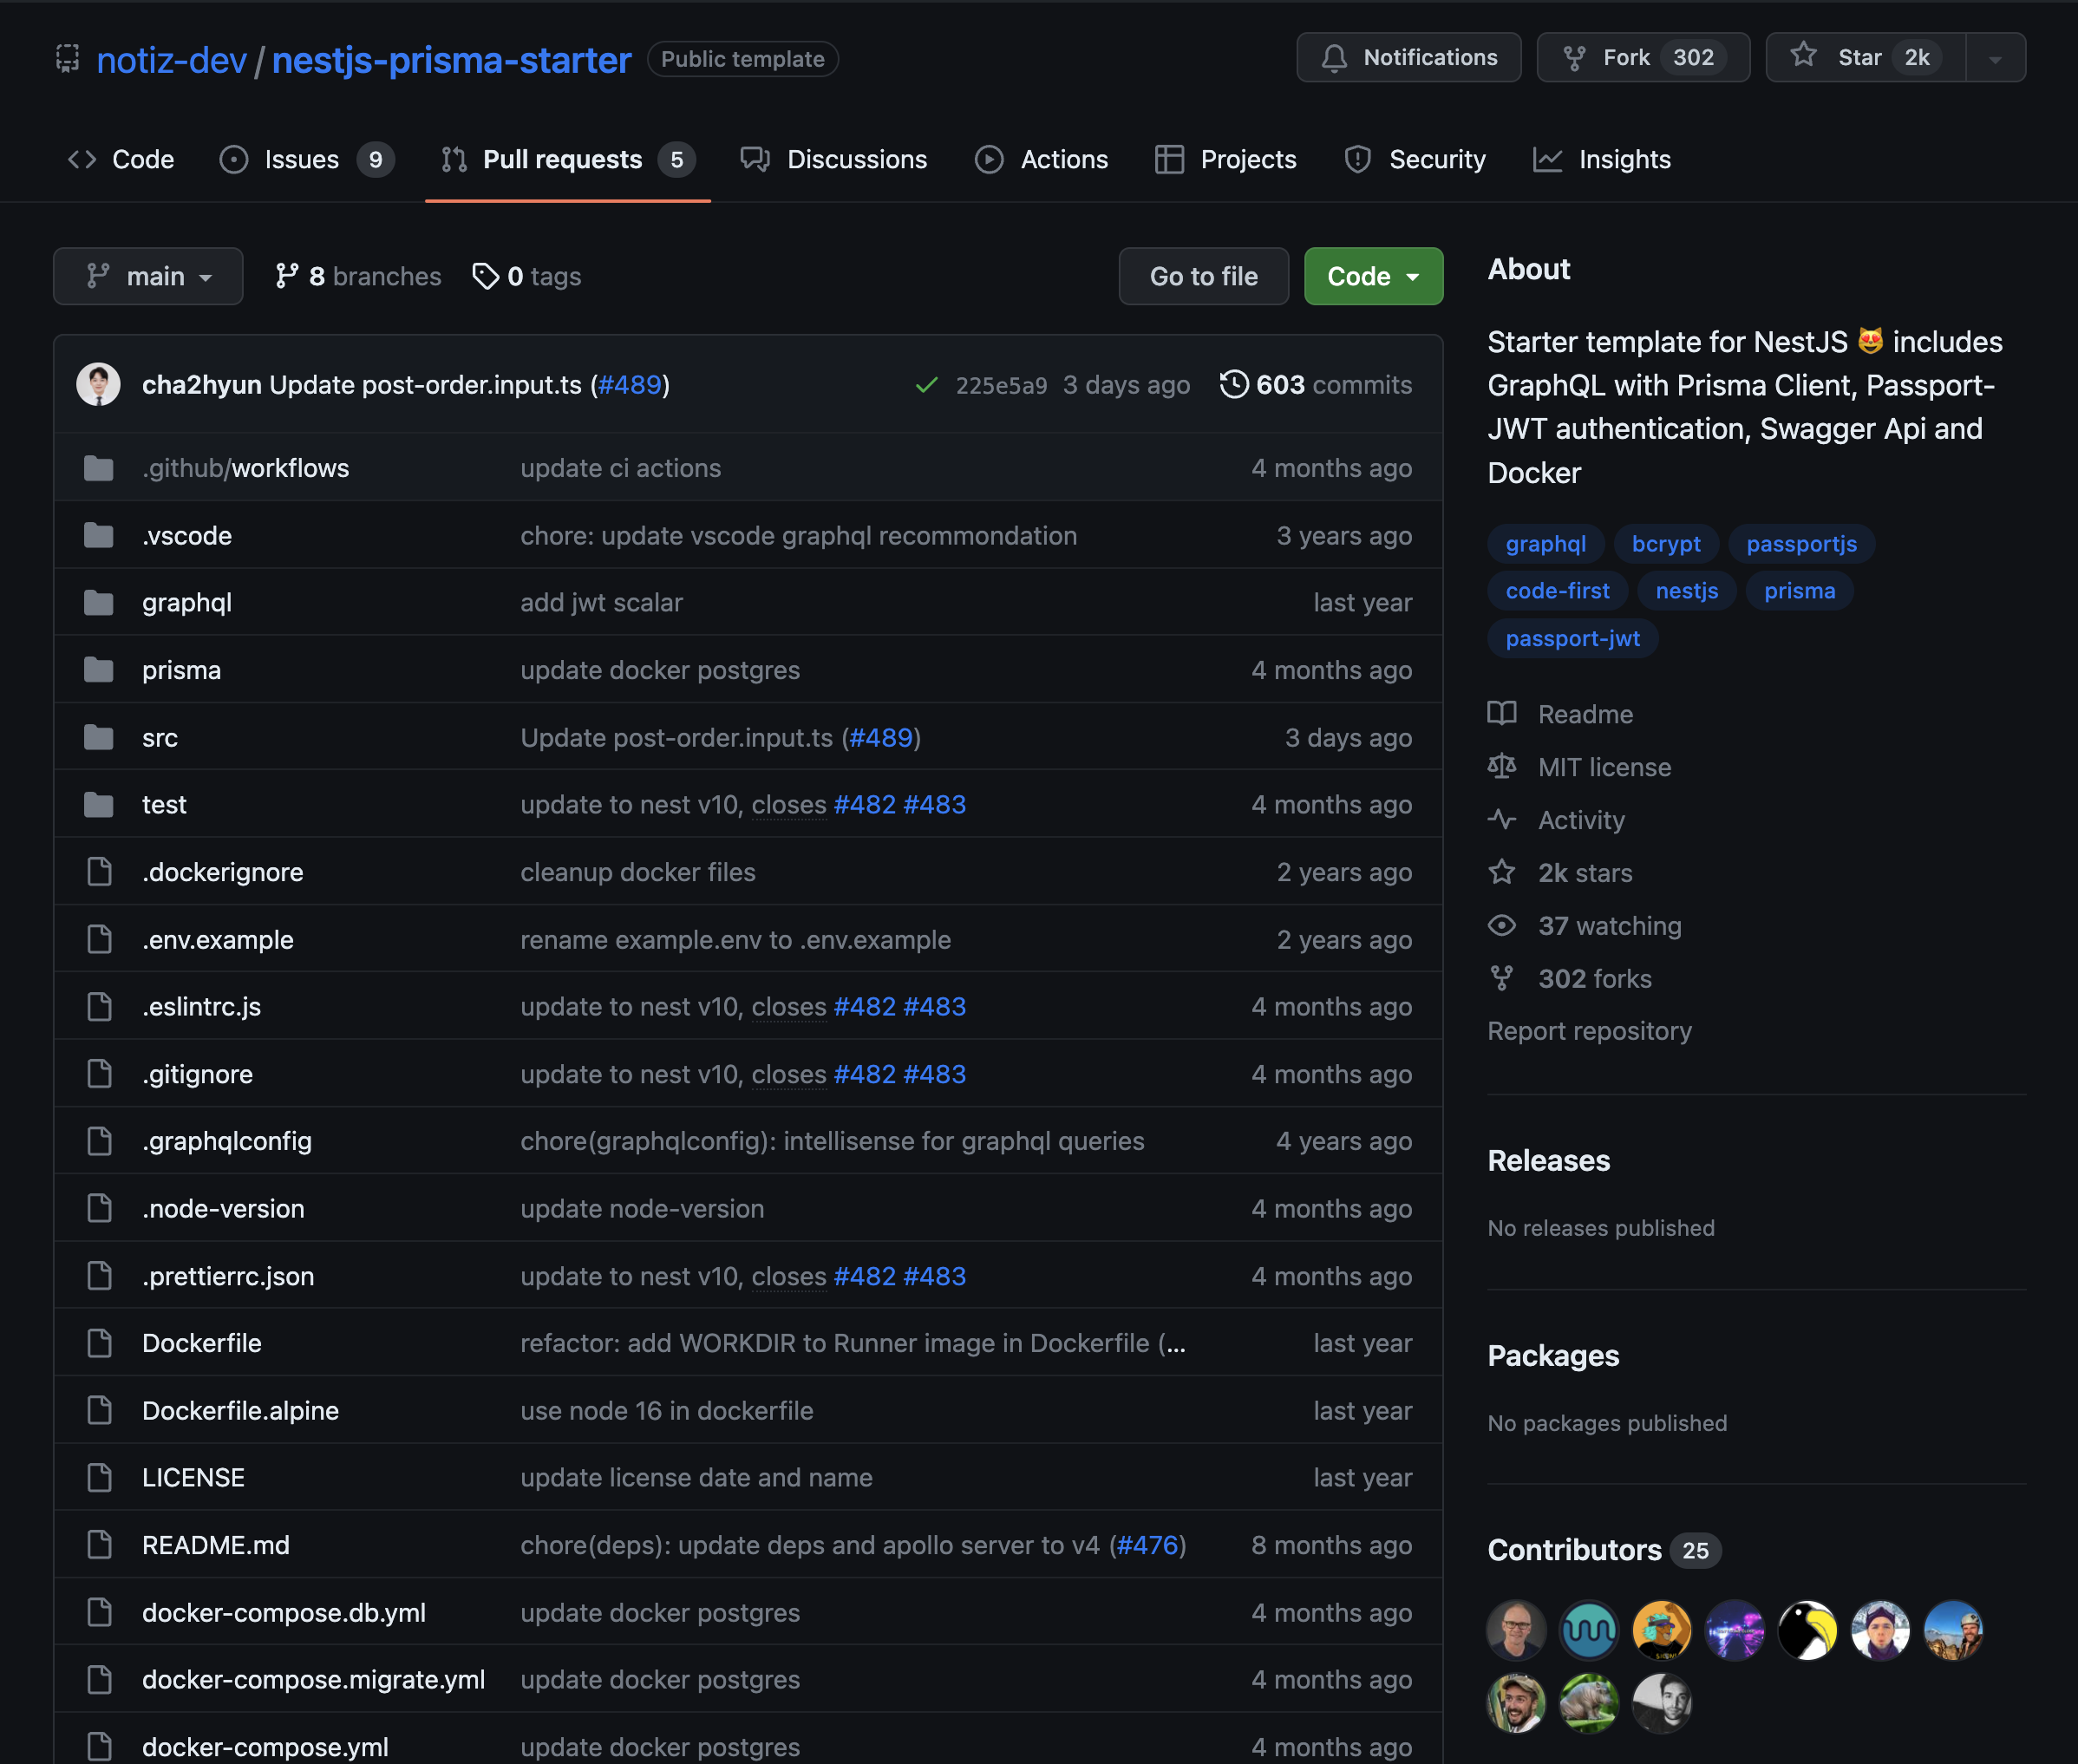 notiz-dev / nestjs-prisma-starter Public template
Notifications Fork 302 Star 2k
Code Issues 9 Pull requests 5 Discussions Actions Projects Security Insights
main 8 branches 0 tags Go to file Code
cha2hyun Update post-order.input.ts (#489) 225e5a9 3 days ago 603 commits
.github/workflows update ci actions 4 months ago
.vscode chore: update vscode graphql recommondation 3 years ago
graphql add jwt scalar last year
prisma update docker postgres 4 months ago
src Update post-order.input.ts (#489) 3 days ago
test update to nest v10, closes #482 #483 4 months ago
.dockerignore cleanup docker files 2 years ago
.env.example rename example.env to .env.example 2 years ago
.eslintrc.js update to nest v10, closes #482 #483 4 months ago
.gitignore update to nest v10, closes #482 #483 4 months ago
.graphqlconfig chore(graphqlconfig): intellisense for graphql queries 4 years ago
.node-version update node-version 4 months ago
.prettierrc.json update to nest v10, closes #482 #483 4 months ago
Dockerfile refactor: add WORKDIR to Runner image in Dockerfile (... last year
Dockerfile.alpine use node 16 in dockerfile last year
LICENSE update license date and name last year
README.md chore(deps): update deps and apollo server to v4 (#476) 8 months ago
docker-compose.db.yml update docker postgres 4 months ago
docker-compose.migrate.yml update docker postgres 4 months ago
docker-compose.yml update docker postgres 4 months ago
About
Starter template for NestJS 😻 includes
GraphQL with Prisma Client, Passport-
JWT authentication, Swagger Api and
Docker
graphql bcrypt passportjs
code-first nestjs prisma
passport-jwt
Readme
MIT license
Activity
2k stars
37 watching
302 forks
Report repository
Releases
No releases published
Packages
No packages published
Contributors 25